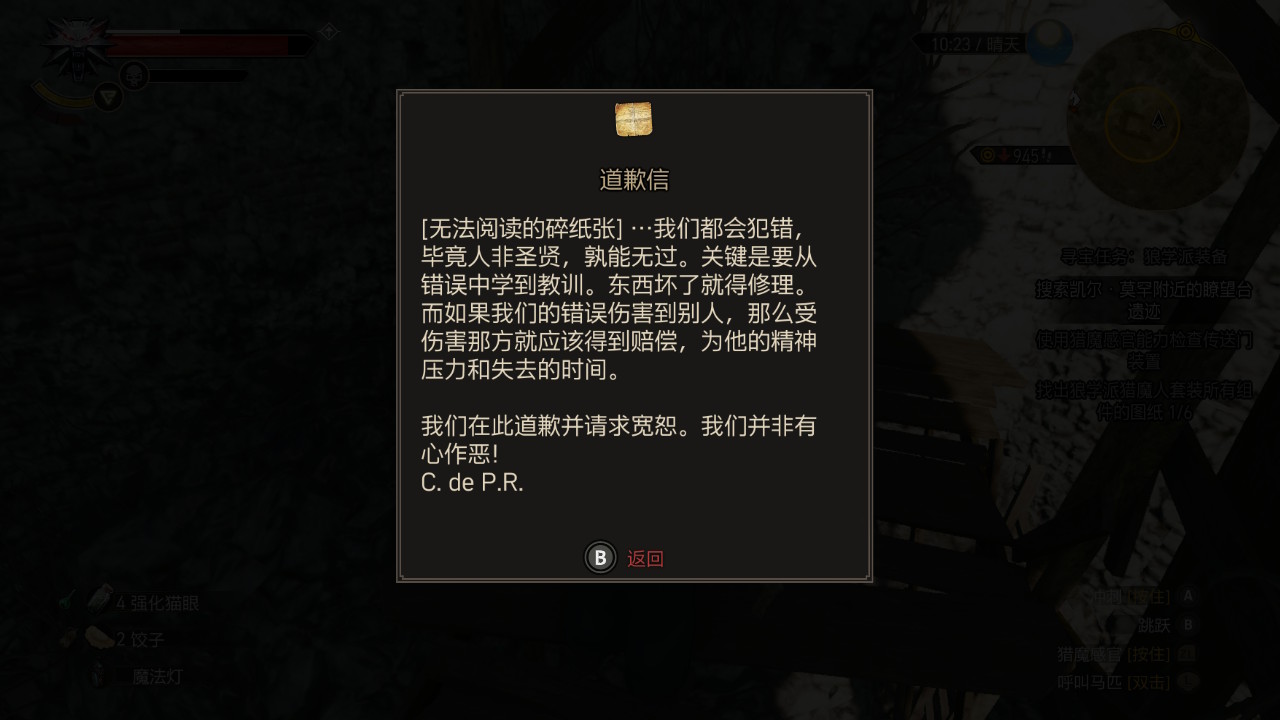 10:23 / 晴天
945
道歉信
[无法阅读的碎纸张] …我们都会犯错，
毕竟人非圣贤，孰能无过。关键是要从
错误中学到教训。东西坏了就得修理。
而如果我们的错误伤害到别人，那么受
伤害那方就应该得到赔偿，为他的精神
压力和失去的时间。
我们在此道歉并请求宽恕。我们并非有
心作恶！
C. de P.R.
B 返回
寻宝任务：狼学派装备
搜索凯尔·莫罕附近的瞭望台
遗迹
使用猎魔感官能力检查传送门
装置
找出狼学派猎魔人套装所有组
件的图纸 1/6
4 强化猫眼
2 饺子
魔法灯
[按住] A
跳跃 B
猎魔感官 [按住]
呼叫马匹 [双击]